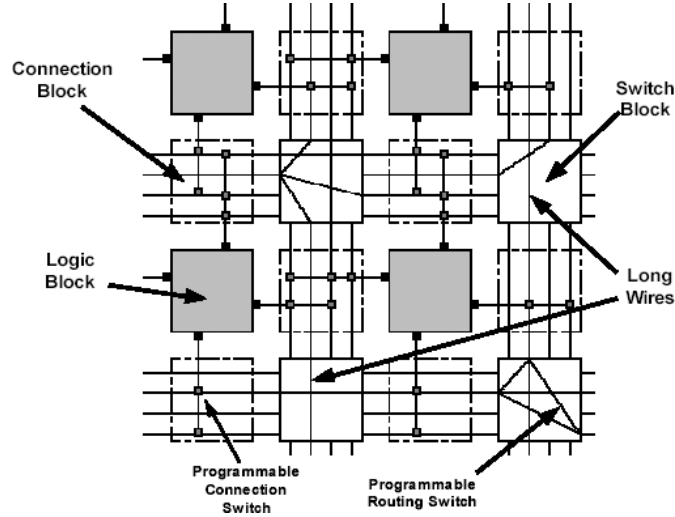 Connection
Block
Switch
Block
Logic
Block
Long
Wires
Programmable
Connection
Switch
Programmable
Routing Switch